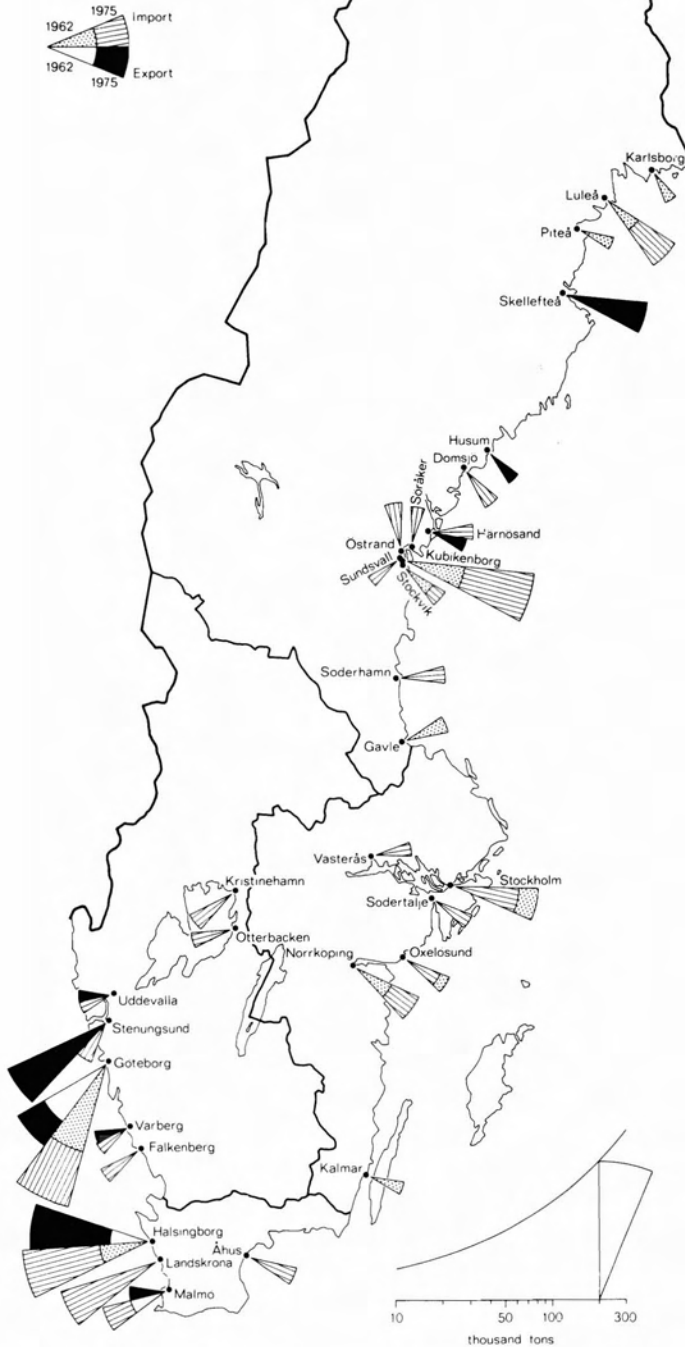 1975
Import
1962
1962
1975
Export
Karlsborg
Luleå
Piteå
Skellefteå
Husum
Domsjö
Söråker
Östrand
Härnösand
Sundsvall
Kubikenborg
Stockvik
Soderhamn
Gavle
Vasterås
Kristinehamn
Stockholm
Sodertalje
Otterbacken
Norrkoping
Oxelosund
Uddevalla
Stenungsund
Goteborg
Varberg
Falkenberg
Kalmar
Halsingborg
Åhus
Landskrona
Malmo
10 50 100 300
thousand tons